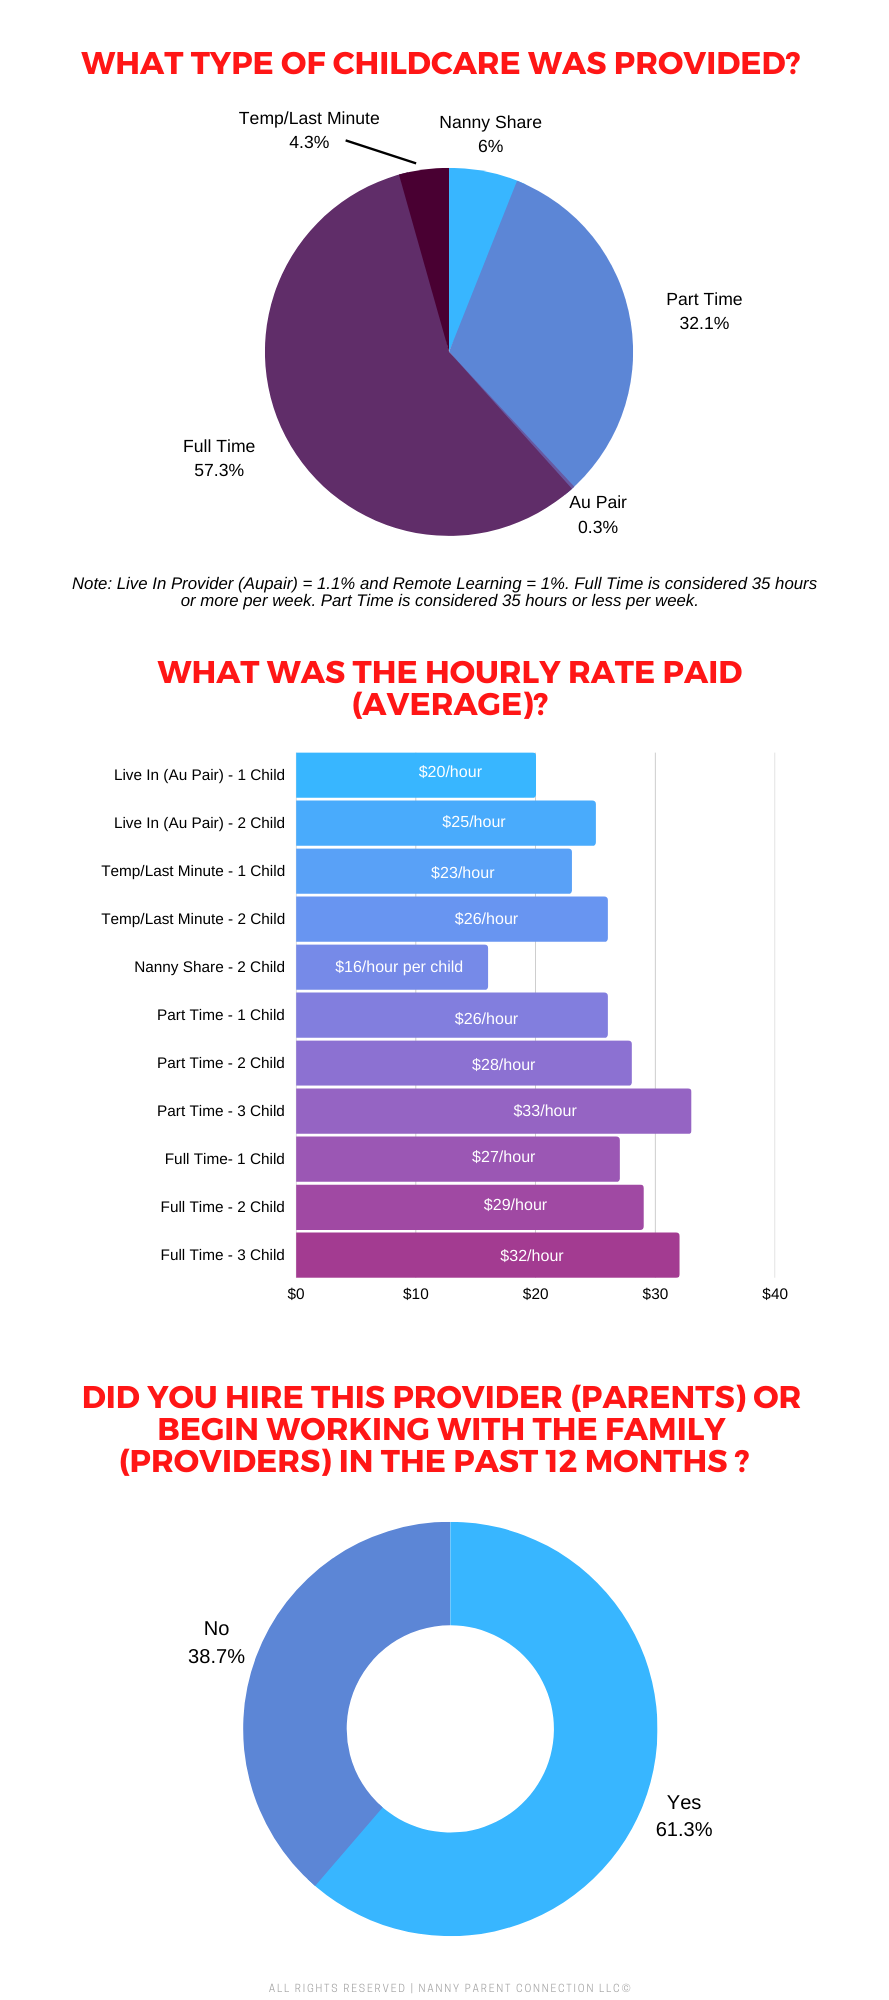 WHAT TYPE OF CHILDCARE WAS PROVIDED?
Temp/Last Minute
4.3%
Nanny Share
6%
Part Time
32.1%
Full Time
57.3%
Au Pair
0.3%
Note: Live In Provider (Aupair) = 1.1% and Remote Learning = 1%. Full Time is considered 35 hours
or more per week. Part Time is considered 35 hours or less per week.
WHAT WAS THE HOURLY RATE PAID
(AVERAGE)?
Live In (Au Pair) - 1 Child $20/hour
Live In (Au Pair) - 2 Child $25/hour
Temp/Last Minute - 1 Child $23/hour
Temp/Last Minute - 2 Child $26/hour
Nanny Share - 2 Child $16/hour per child
Part Time - 1 Child $26/hour
Part Time - 2 Child $28/hour
Part Time - 3 Child $33/hour
Full Time- 1 Child $27/hour
Full Time - 2 Child $29/hour
Full Time - 3 Child $32/hour
$0 $10 $20 $30 $40
DID YOU HIRE THIS PROVIDER (PARENTS) OR
BEGIN WORKING WITH THE FAMILY
(PROVIDERS) IN THE PAST 12 MONTHS ?
No
38.7%
Yes
61.3%
ALL RIGHTS RESERVED | NANNY PARENT CONNECTION LLC©